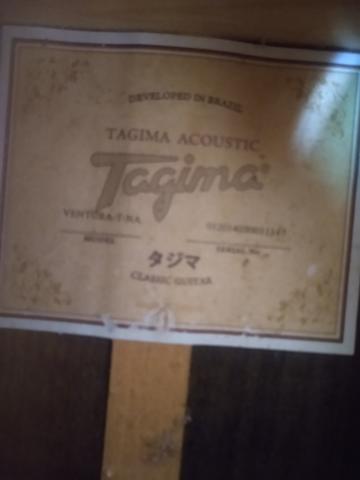 DEVELOPED IN BRAZIL
TAGIMA ACOUSTIC
Tagima
VENTURA-T-NA
MODEL
SERIAL No
タジマ
CLASSIC GUITAR